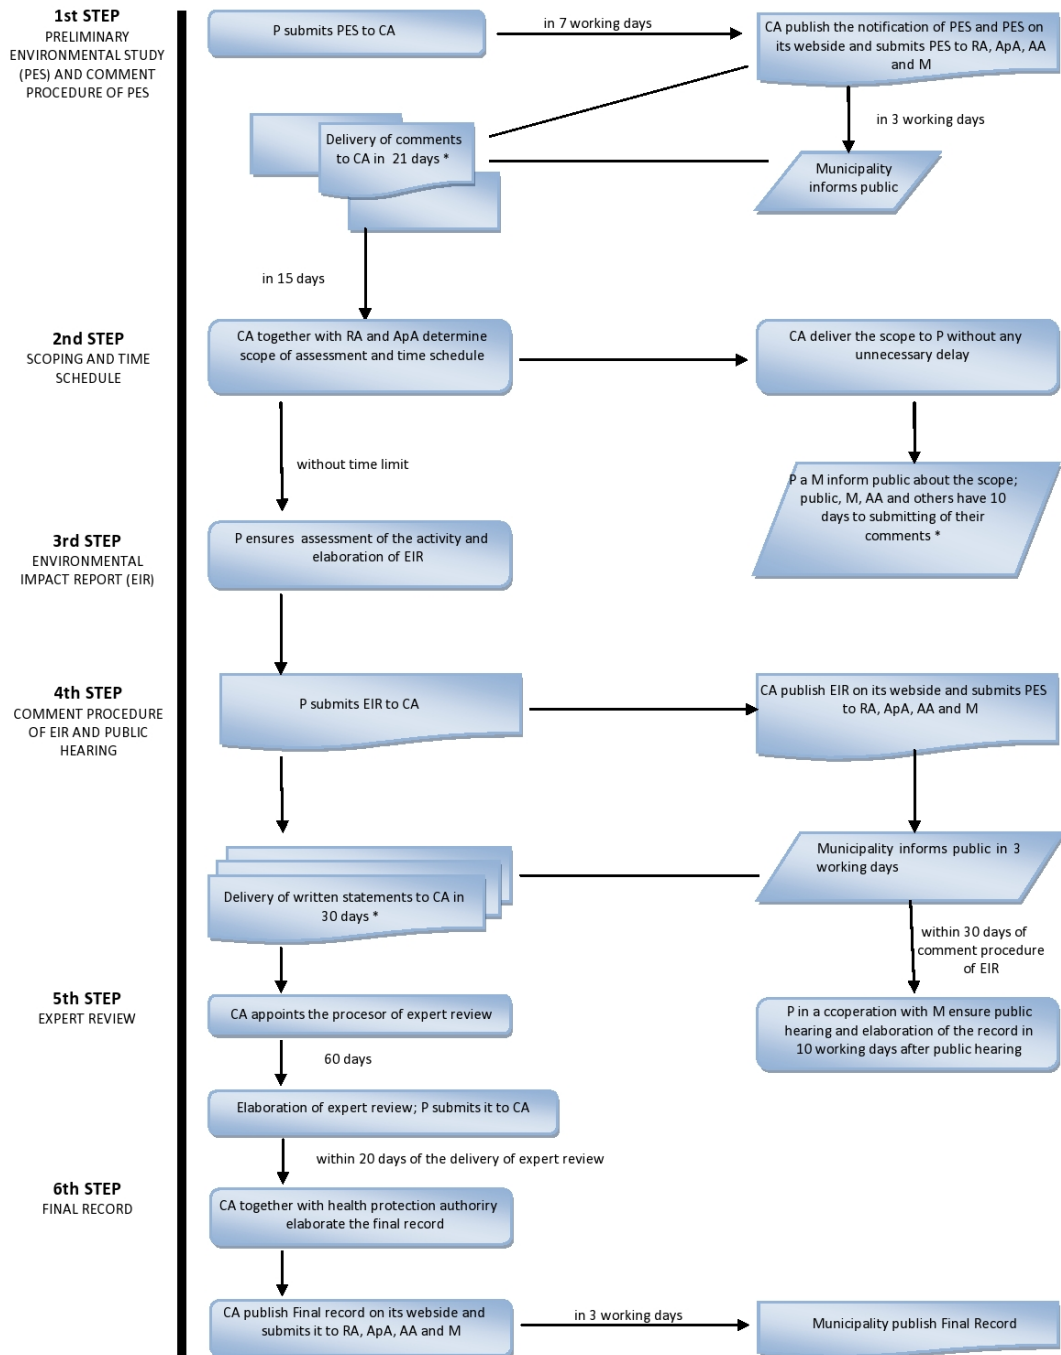 1st STEP
PRELIMINARY
ENVIRONMENTAL STUDY
(PES) AND COMMENT
PROCEDURE OF PES
P submits PES to CA
in 7 working days
CA publish the notification of PES and PES on
its webside and submits PES to RA, ApA, AA
and M
in 3 working days
Delivery of comments
to CA in 21 days *
Municipality
informs public
in 15 days
2nd STEP
SCOPING AND TIME
SCHEDULE
CA together with RA and ApA determine
scope of assessment and time schedule
CA deliver the scope to P without any
unnecessary delay
without time limit
P a M inform public about the scope;
public, M, AA and others have 10
days to submitting of their
comments *
3rd STEP
ENVIRONMENTAL
IMPACT REPORT (EIR)
P ensures assessment of the activity and
elaboration of EIR
4th STEP
COMMENT PROCEDURE
OF EIR AND PUBLIC
HEARING
P submits EIR to CA
CA publish EIR on its webside and submits PES
to RA, ApA, AA and M
Municipality informs public in 3
working days
Delivery of written statements to CA in
30 days *
within 30 days of
comment procedure
of EIR
5th STEP
EXPERT REVIEW
CA appoints the procesor of expert review
P in a ccoperation with M ensure public
hearing and elaboration of the record in
10 working days after public hearing
60 days
Elaboration of expert review; P submits it to CA
within 20 days of the delivery of expert review
6th STEP
FINAL RECORD
CA together with health protection authoriry
elaborate the final record
CA publish Final record on its webside and
submits it to RA, ApA, AA and M
in 3 working days
Municipality publish Final Record